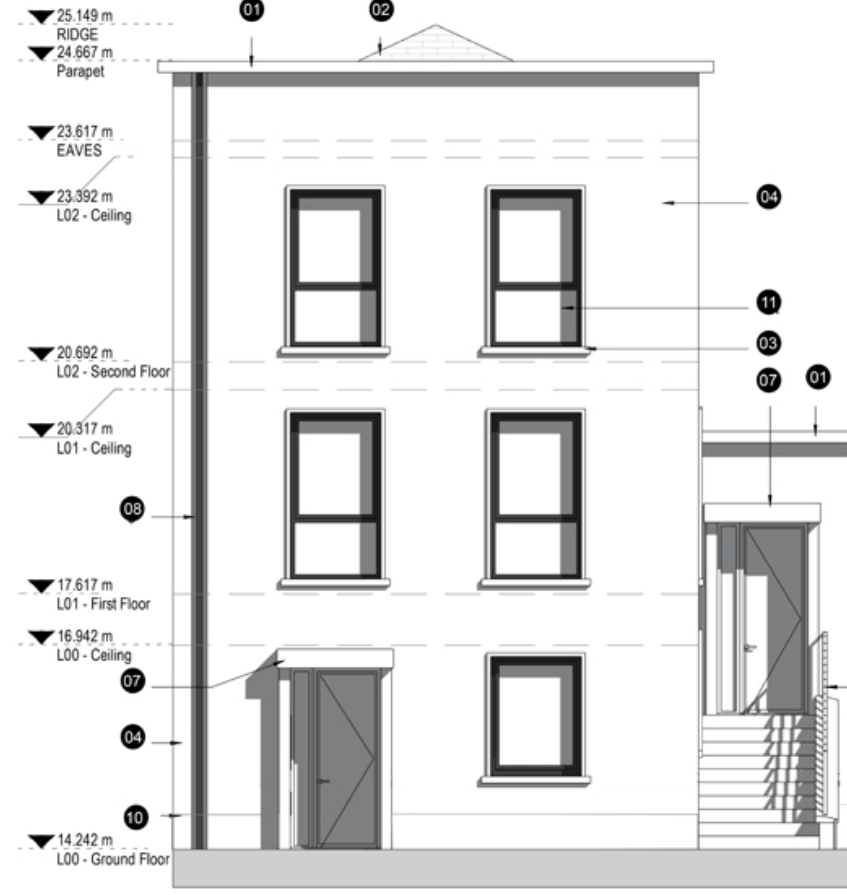 25.149 m
RIDGE
24.667 m
Parapet
01
02
23.617 m
EAVES
23.392 m
L02 - Ceiling
04
11
20.692 m
L02 - Second Floor
03
07
01
20.317 m
L01 - Ceiling
08
17.617 m
L01 - First Floor
16.942 m
L00 - Ceiling
07
04
10
14.242 m
L00 - Ground Floor